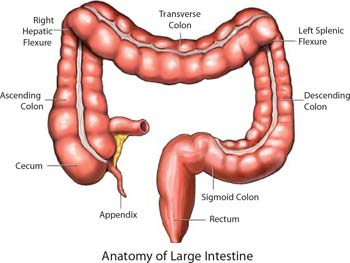 Right
Hepatic
Flexure
Transverse
Colon
Left Splenic
Flexure
Ascending
Colon
Descending
Colon
Cecum
Appendix
Sigmoid Colon
Rectum
Anatomy of Large Intestine